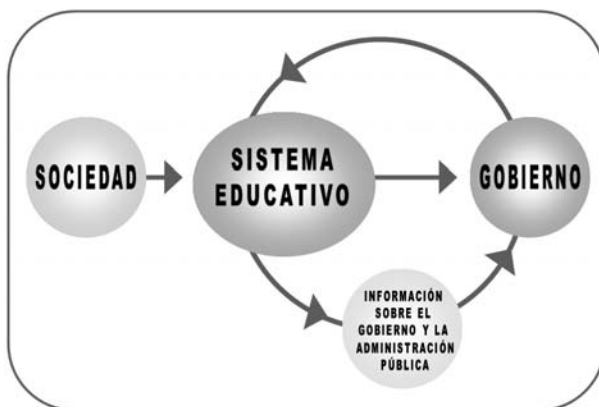 SOCIEDAD
SISTEMA
EDUCATIVO
GOBIERNO
INFORMACIÓN
SOBRE EL
GOBIERNO Y LA
ADMINISTRACIÓN
PÚBLICA